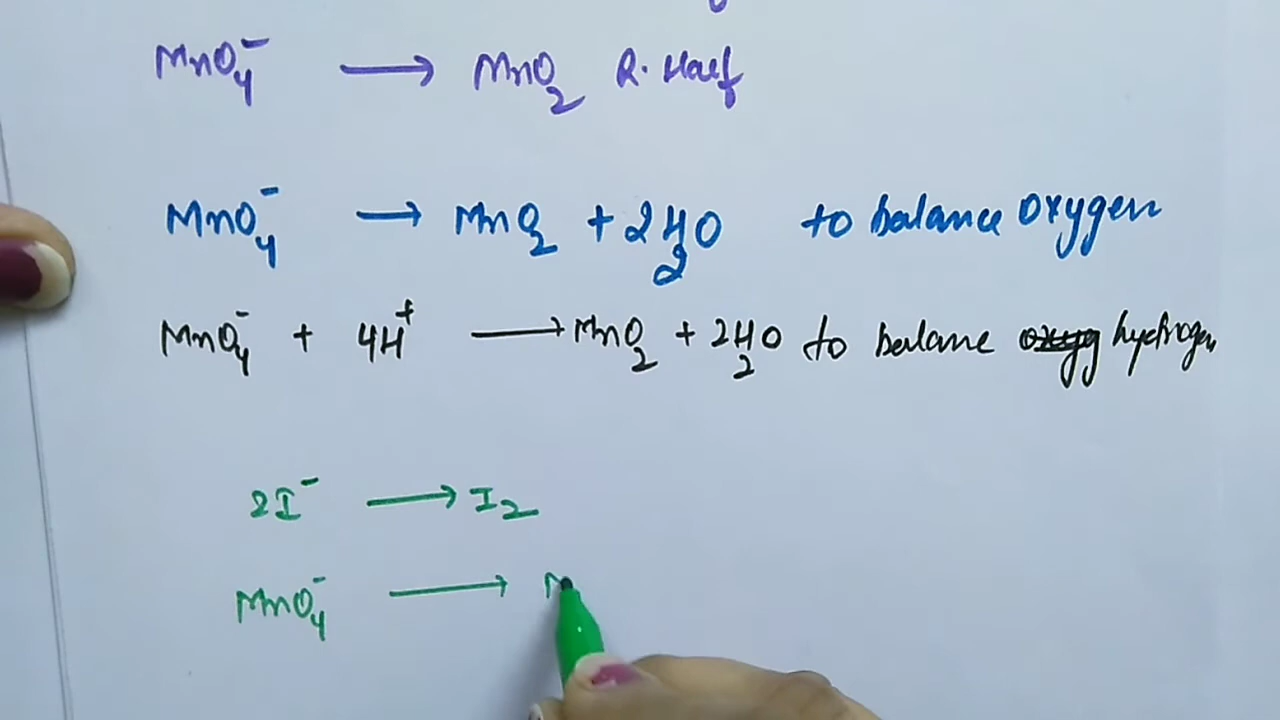 MnO₄⁻ ⟶ MnO₂ R. Half
MnO₄⁻ → MnO₂ + 2H₂O to balance oxygen
MnO₄⁻ + 4H⁺ ⟶ MnO₂ + 2H₂O to balance hydrogen
2I⁻ ⟶ I₂
MnO₄⁻ ⟶